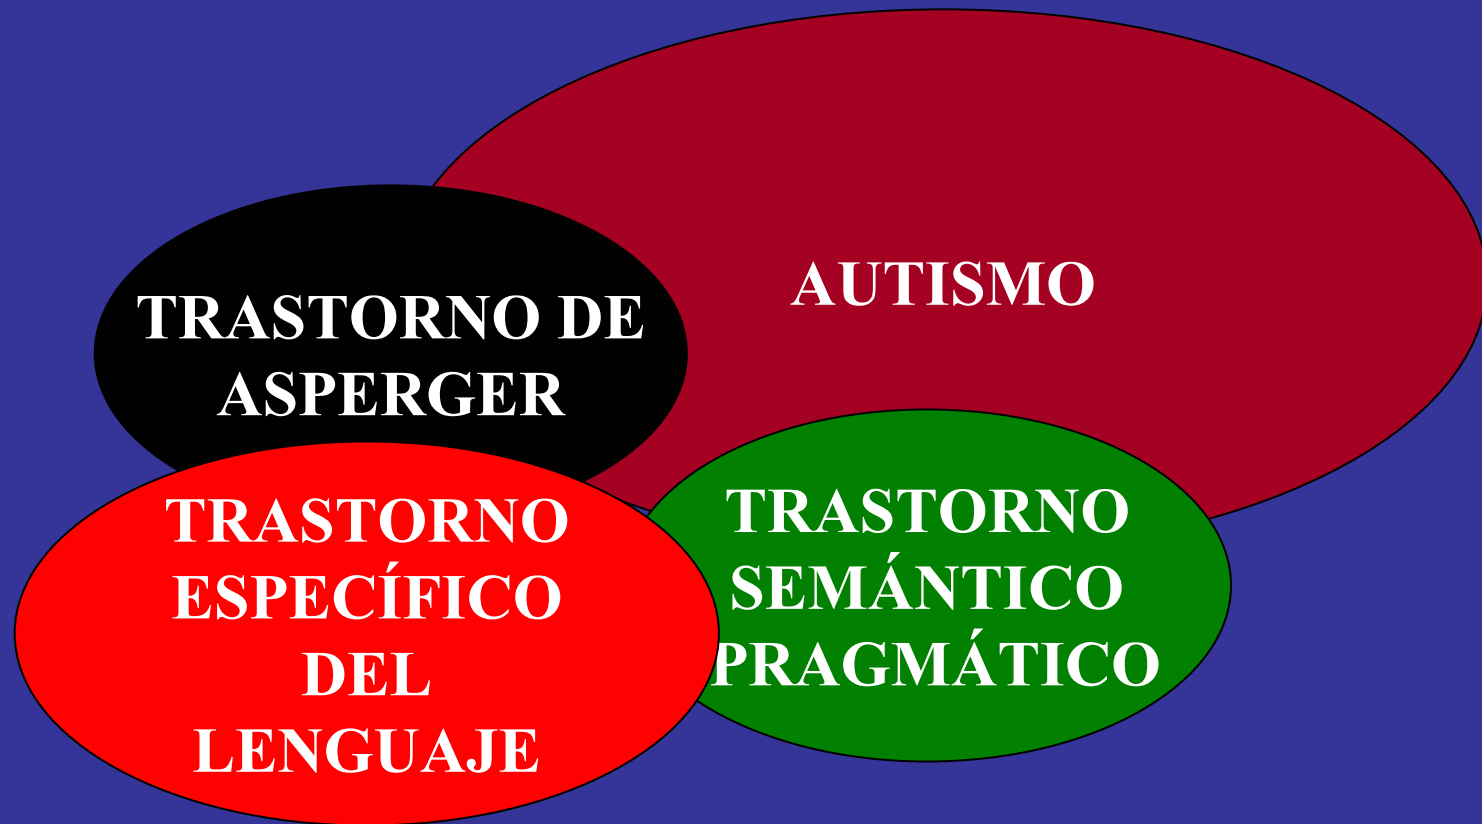 AUTISMO
TRASTORNO DE
ASPERGER
TRASTORNO
ESPECÍFICO
DEL
LENGUAJE
TRASTORNO
SEMÁNTICO
PRAGMÁTICO